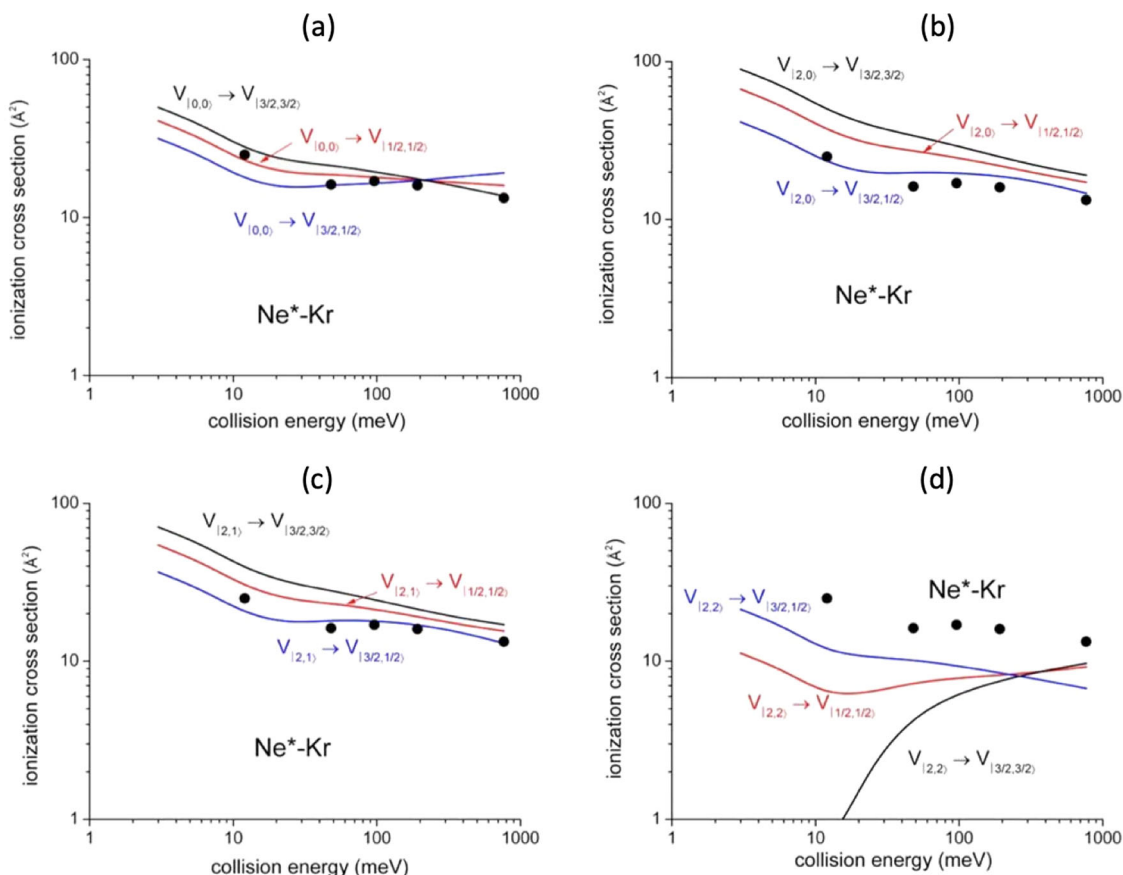 (a)
100
10
1
ionization cross section (Å²)
V|0,0⟩ → V|3/2,3/2⟩
V|0,0⟩ → V|1/2,1/2⟩
V|0,0⟩ → V|3/2,1/2⟩
Ne*-Kr
1 10 100 1000
collision energy (meV)
(b)
100
10
1
ionization cross section (Å²)
V|2,0⟩ → V|3/2,3/2⟩
V|2,0⟩ → V|1/2,1/2⟩
V|2,0⟩ → V|3/2,1/2⟩
Ne*-Kr
1 10 100 1000
collision energy (meV)
(c)
100
10
1
ionization cross section (Å²)
V|2,1⟩ → V|3/2,3/2⟩
V|2,1⟩ → V|1/2,1/2⟩
V|2,1⟩ → V|3/2,1/2⟩
Ne*-Kr
1 10 100 1000
collision energy (meV)
(d)
100
10
1
ionization cross section (Å²)
Ne*-Kr
V|2,2⟩ → V|3/2,1/2⟩
V|2,2⟩ → V|1/2,1/2⟩
V|2,2⟩ → V|3/2,3/2⟩
1 10 100 1000
collision energy (meV)